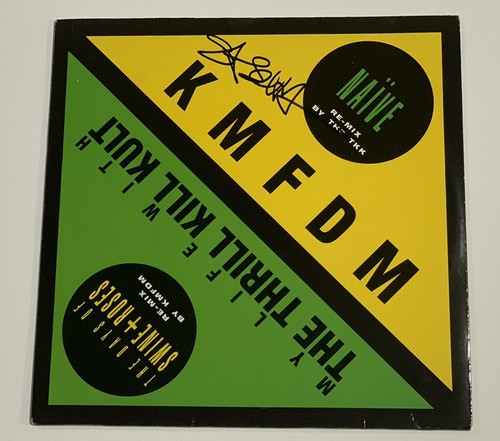 NAÏVE
RE-MIX
BY THE TKK
KMFDM
MY LIFE WITH
THE THRILL KILL KULT
THE DAYS OF
SWINE + ROSES
RE-MIX
BY KMFDM